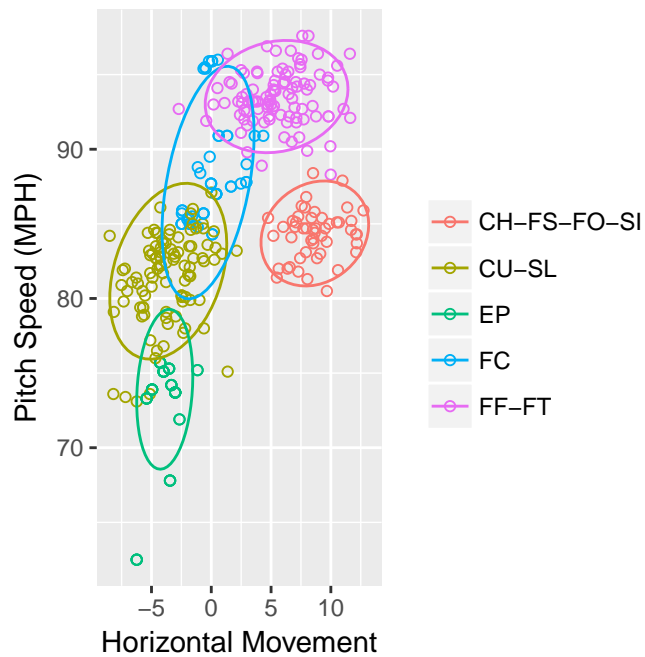 Pitch Speed (MPH)
90
80
70
−5
0
5
10
Horizontal Movement
CH−FS−FO−SI
CU−SL
EP
FC
FF−FT